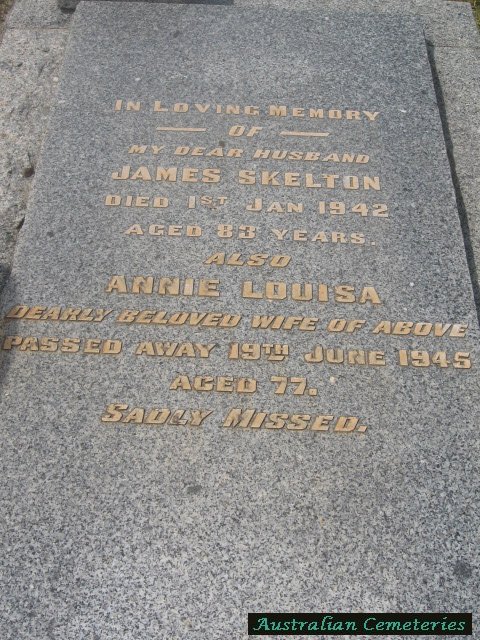 IN LOVING MEMORY
OF
MY DEAR HUSBAND
JAMES SKELTON
DIED 1ST JAN 1942
AGED 83 YEARS.
ALSO
ANNIE LOUISA
DEARLY BELOVED WIFE OF ABOVE
PASSED AWAY 19TH JUNE 1945
AGED 77.
SADLY MISSED.
Australian Cemeteries